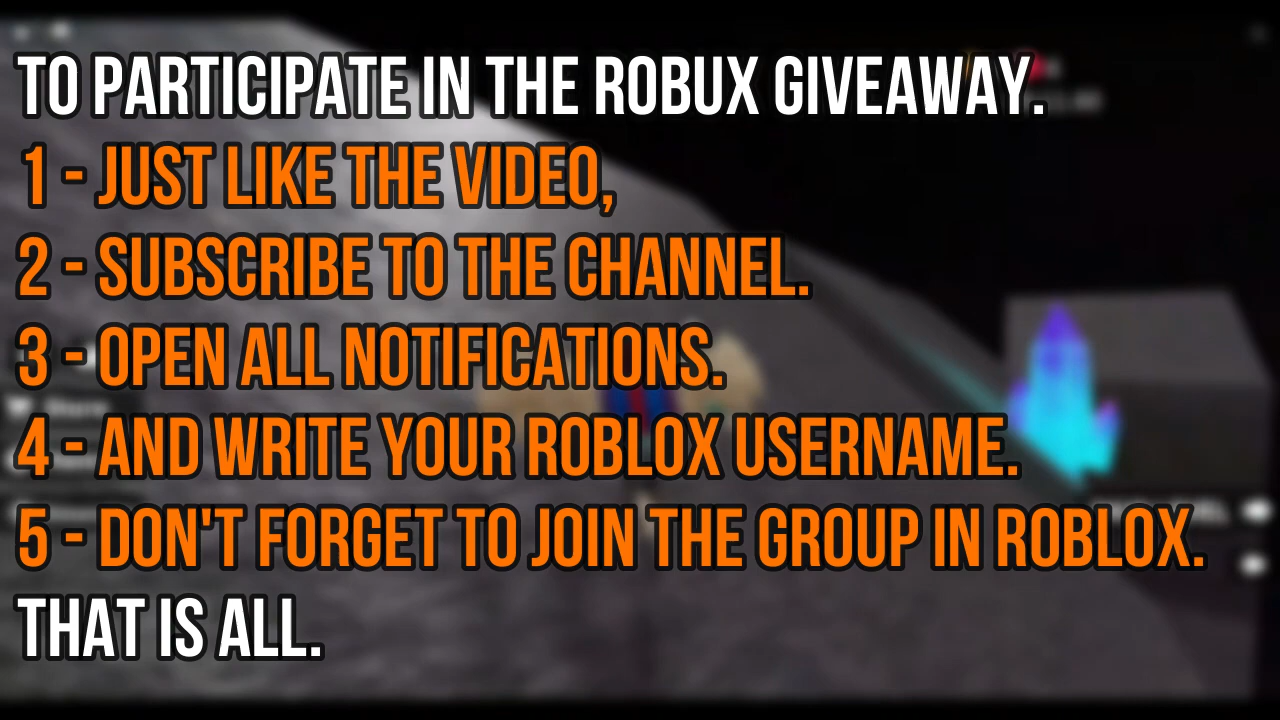 TO PARTICIPATE IN THE ROBUX GIVEAWAY.
1 - JUST LIKE THE VIDEO,
2 - SUBSCRIBE TO THE CHANNEL.
3 - OPEN ALL NOTIFICATIONS.
4 - AND WRITE YOUR ROBLOX USERNAME.
5 - DON'T FORGET TO JOIN THE GROUP IN ROBLOX.
THAT IS ALL.